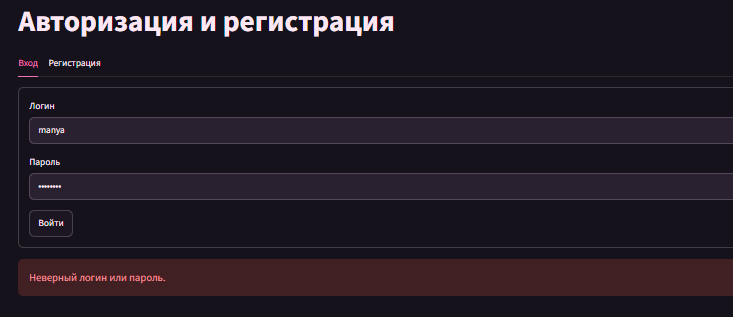 Авторизация и регистрация
Вход Регистрация
Логин
manya
Пароль
••••••••
Войти
Неверный логин или пароль.